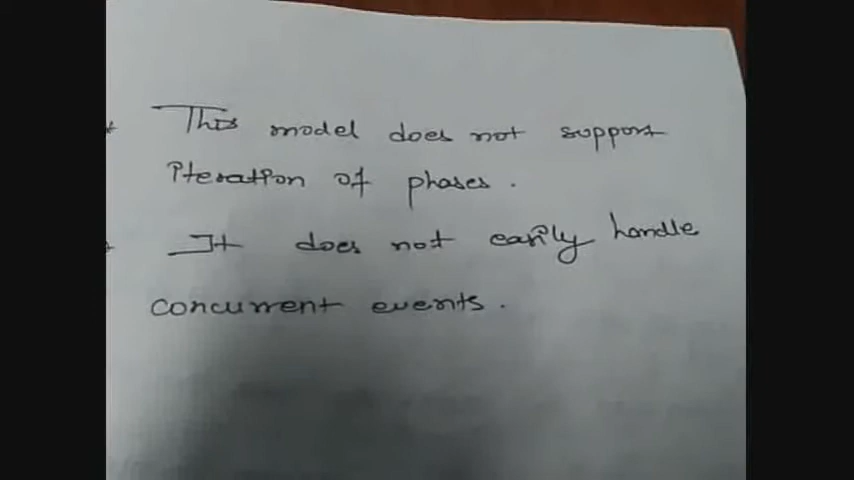 * This model does not support
iteration of phases.
* It does not easily handle
concurrent events.